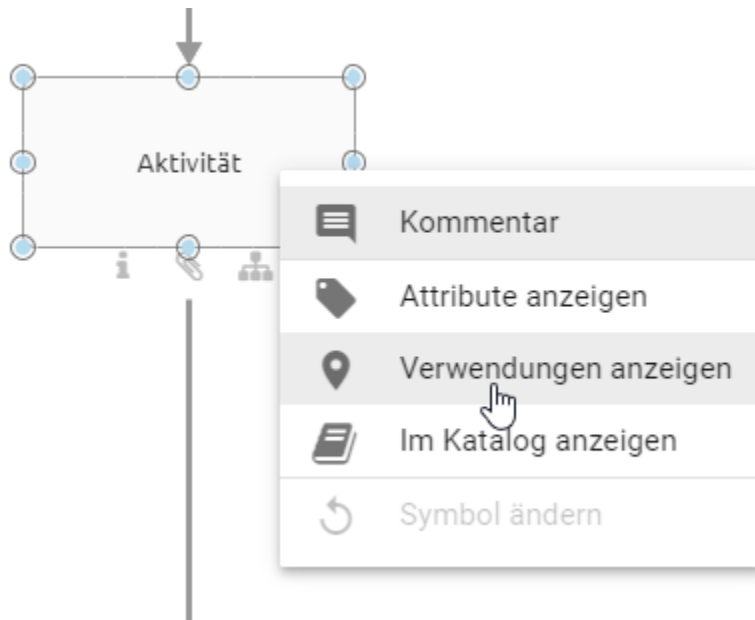 Aktivität
Kommentar
Attribute anzeigen
Verwendungen anzeigen
Im Katalog anzeigen
Symbol ändern